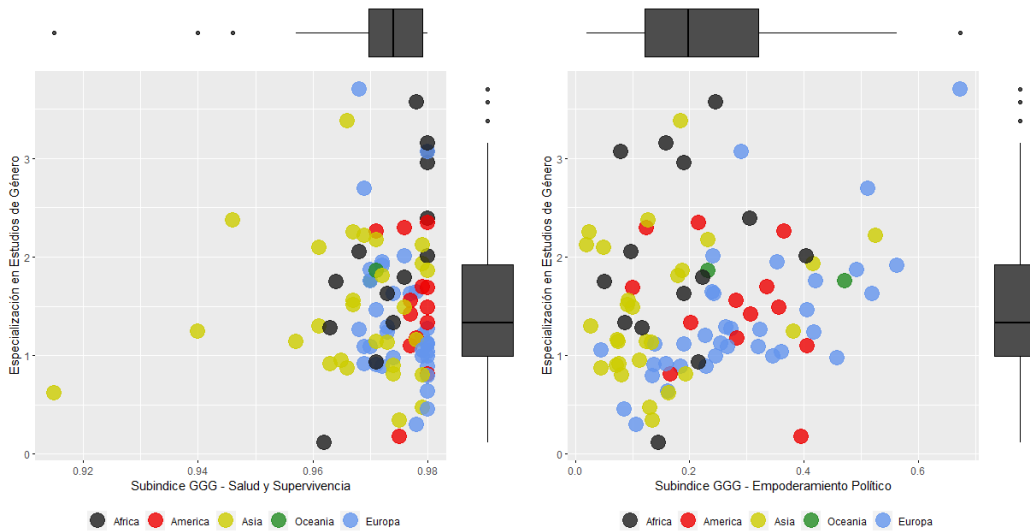 Especialización en Estudios de Género
3
2
1
0
0.92
0.94
0.96
0.98
Subindice GGG - Salud y Supervivencia
Africa
America
Asia
Oceania
Europa
Especialización en Estudios de Género
3
2
1
0
0.0
0.2
0.4
0.6
Subindice GGG - Empoderamiento Político
Africa
America
Asia
Oceania
Europa